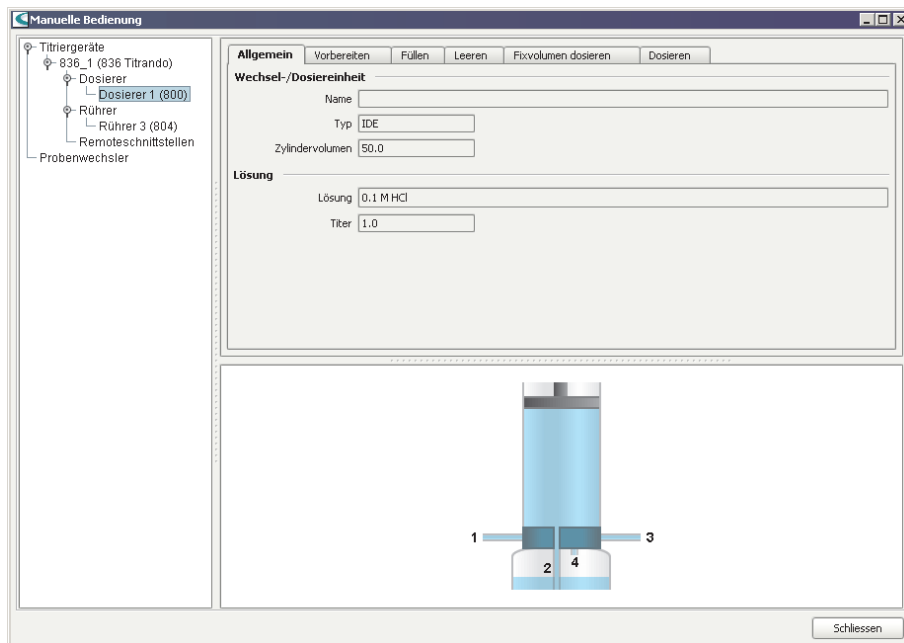 Manuelle Bedienung
Titriergeräte
836_1 (836 Titrando)
Dosierer
Dosierer 1 (800)
Rührer
Rührer 3 (804)
Remoteschnittstellen
Probenwechsler
Allgemein Vorbereiten Füllen Leeren Fixvolumen dosieren Dosieren
Wechsel-/Dosiereinheit
Name
Typ IDE
Zylindervolumen 50.0
Lösung
Lösung 0.1 M HCl
Titer 1.0
1 3
2 4
Schliessen